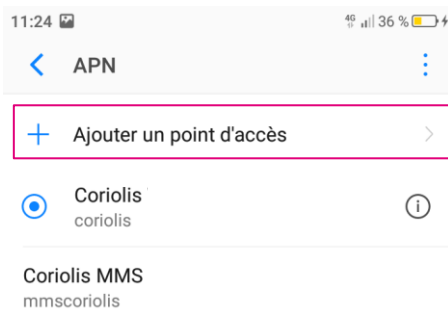 11:24 4G 36 %
APN
Ajouter un point d'accès
Coriolis
coriolis
Coriolis MMS
mmscoriolis